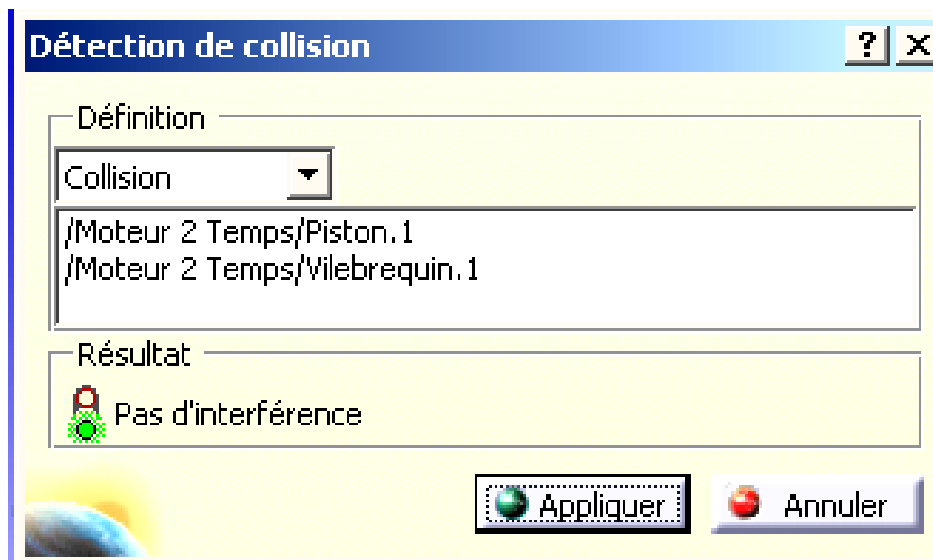 Détection de collision
Définition
Collision
/Moteur 2 Temps/Piston.1
/Moteur 2 Temps/Vilebrequin.1
Résultat
Pas d'interférence
Appliquer Annuler